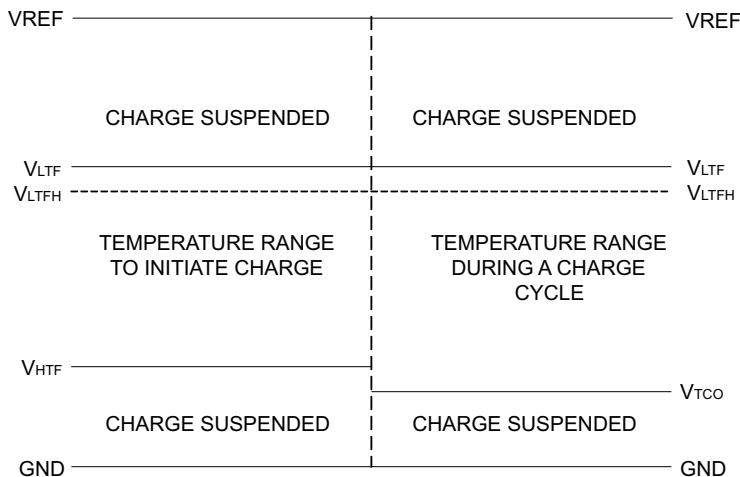 VREF VREF
CHARGE SUSPENDED CHARGE SUSPENDED
VLTF VLTF
VLTFH VLTFH
TEMPERATURE RANGE TEMPERATURE RANGE
TO INITIATE CHARGE DURING A CHARGE
CYCLE
VHTF
VTCO
CHARGE SUSPENDED CHARGE SUSPENDED
GND GND